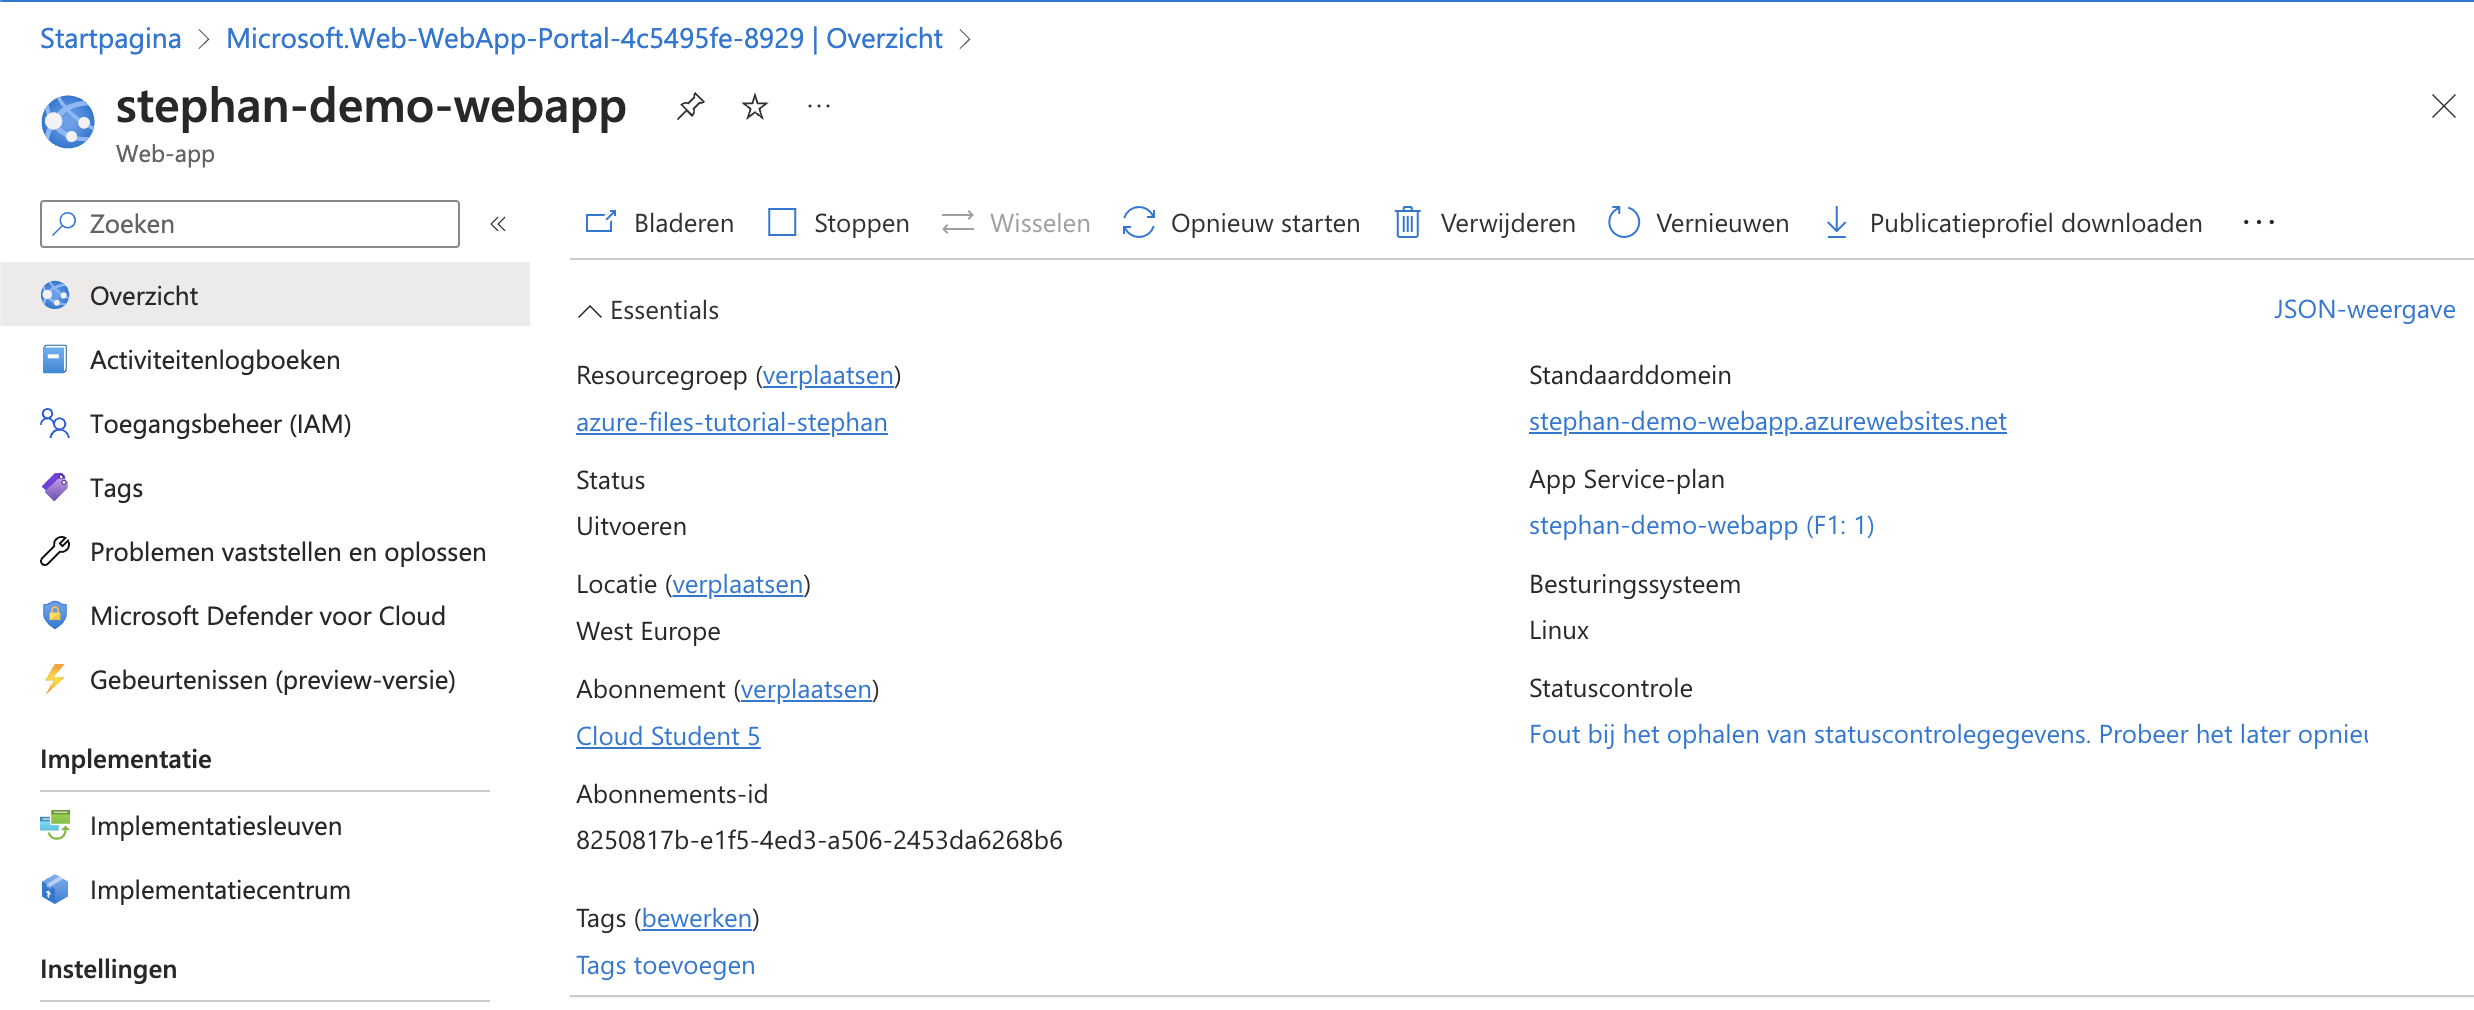 Startpagina > Microsoft.Web-WebApp-Portal-4c5495fe-8929 | Overzicht >
stephan-demo-webapp
Web-app
Zoeken
Bladeren Stoppen Wisselen Opnieuw starten Verwijderen Vernieuwen Publicatieprofiel downloaden
Overzicht
Activiteitenlogboeken
Toegangsbeheer (IAM)
Tags
Problemen vaststellen en oplossen
Microsoft Defender voor Cloud
Gebeurtenissen (preview-versie)
Implementatie
Implementatiesleuven
Implementatiecentrum
Instellingen
Essentials
JSON-weergave
Resourcegroep (verplaatsen)
azure-files-tutorial-stephan
Status
Uitvoeren
Locatie (verplaatsen)
West Europe
Abonnement (verplaatsen)
Cloud Student 5
Abonnements-id
8250817b-e1f5-4ed3-a506-2453da6268b6
Tags (bewerken)
Tags toevoegen
Standaarddomein
stephan-demo-webapp.azurewebsites.net
App Service-plan
stephan-demo-webapp (F1: 1)
Besturingssysteem
Linux
Statuscontrole
Fout bij het ophalen van statuscontrolegegevens. Probeer het later opnieu